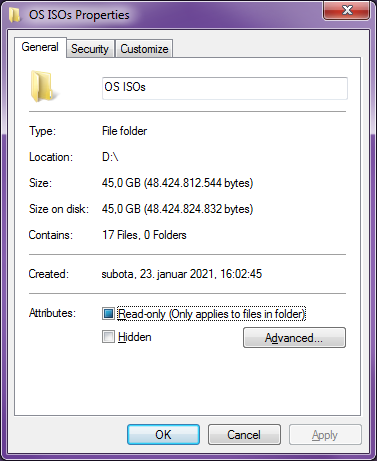 OS ISOs Properties
General Security Customize
OS ISOs
Type: File folder
Location: D:\
Size: 45,0 GB (48.424.812.544 bytes)
Size on disk: 45,0 GB (48.424.824.832 bytes)
Contains: 17 Files, 0 Folders
Created: subota, 23. januar 2021, 16:02:45
Attributes: Read-only (Only applies to files in folder)
Hidden Advanced...
OK Cancel Apply